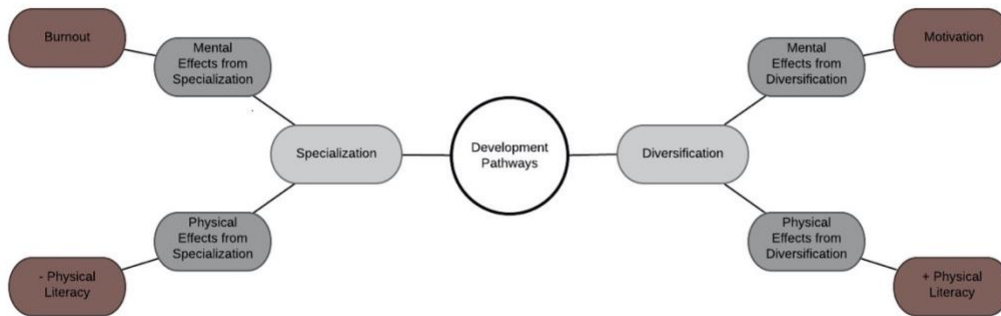 Burnout
Mental
Effects from
Specialization
Specialization
Physical
Effects from
Specialization
- Physical
Literacy
Development
Pathways
Motivation
Mental
Effects from
Diversification
Diversification
Physical
Effects from
Diversification
+ Physical
Literacy